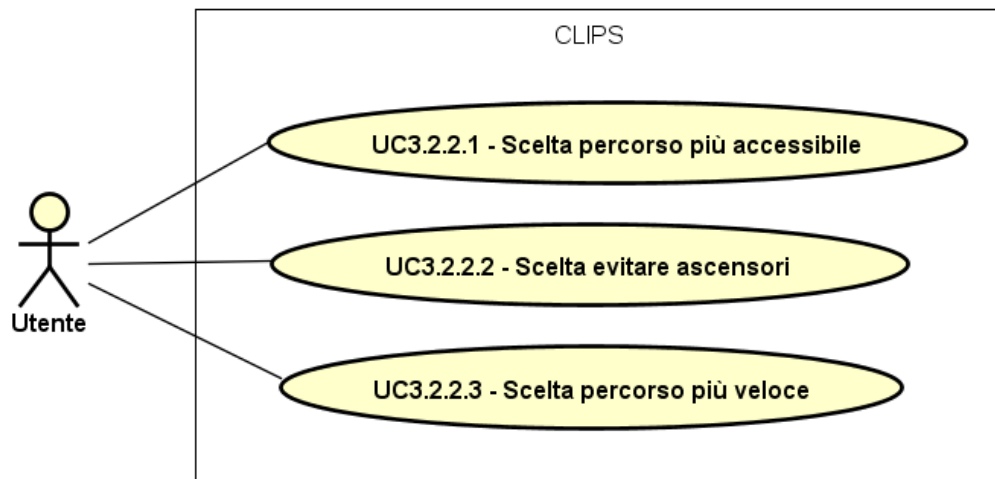 CLIPS
UC3.2.2.1 - Scelta percorso più accessibile
UC3.2.2.2 - Scelta evitare ascensori
Utente
UC3.2.2.3 - Scelta percorso più veloce